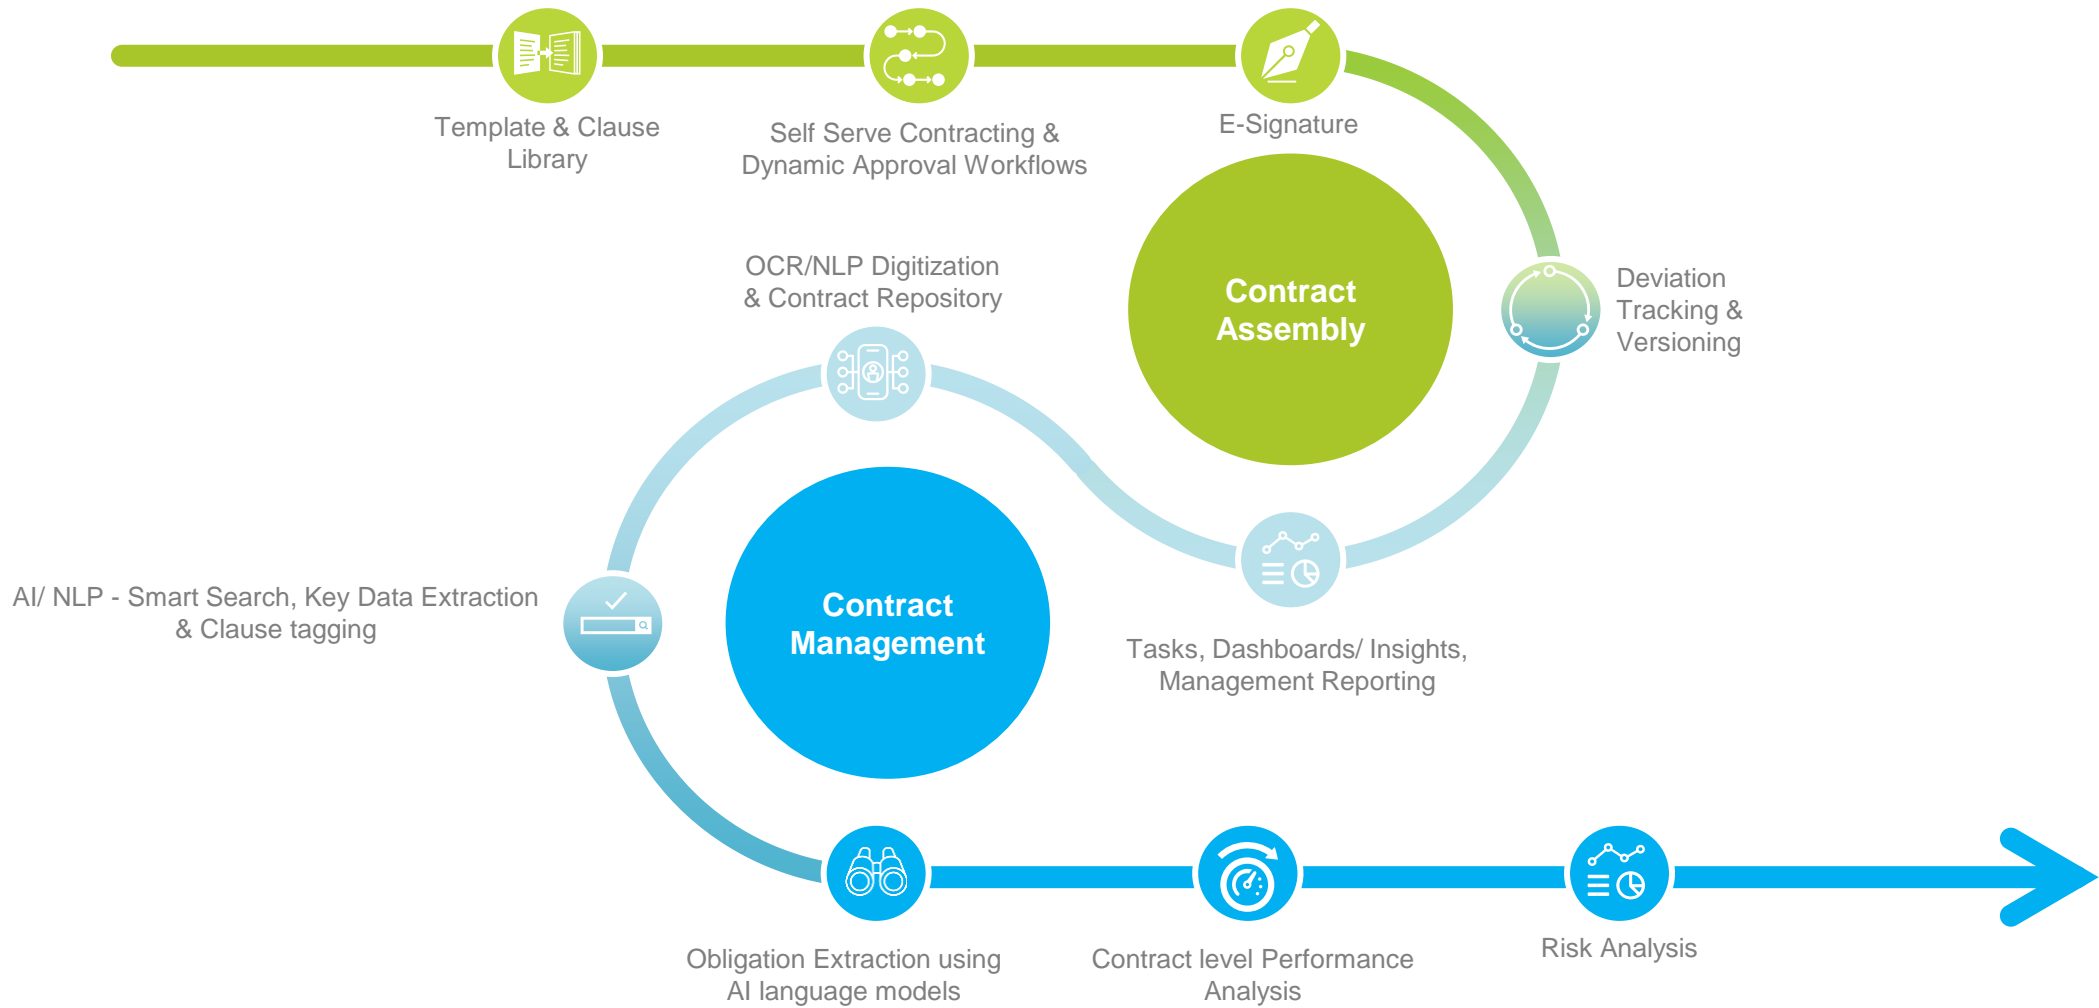 Template & Clause
Library
Self Serve Contracting &
Dynamic Approval Workflows
E-Signature
Contract
Assembly
Deviation
Tracking &
Versioning
Tasks, Dashboards/ Insights,
Management Reporting
OCR/NLP Digitization
& Contract Repository
Contract
Management
AI/ NLP - Smart Search, Key Data Extraction
& Clause tagging
Obligation Extraction using
AI language models
Contract level Performance
Analysis
Risk Analysis